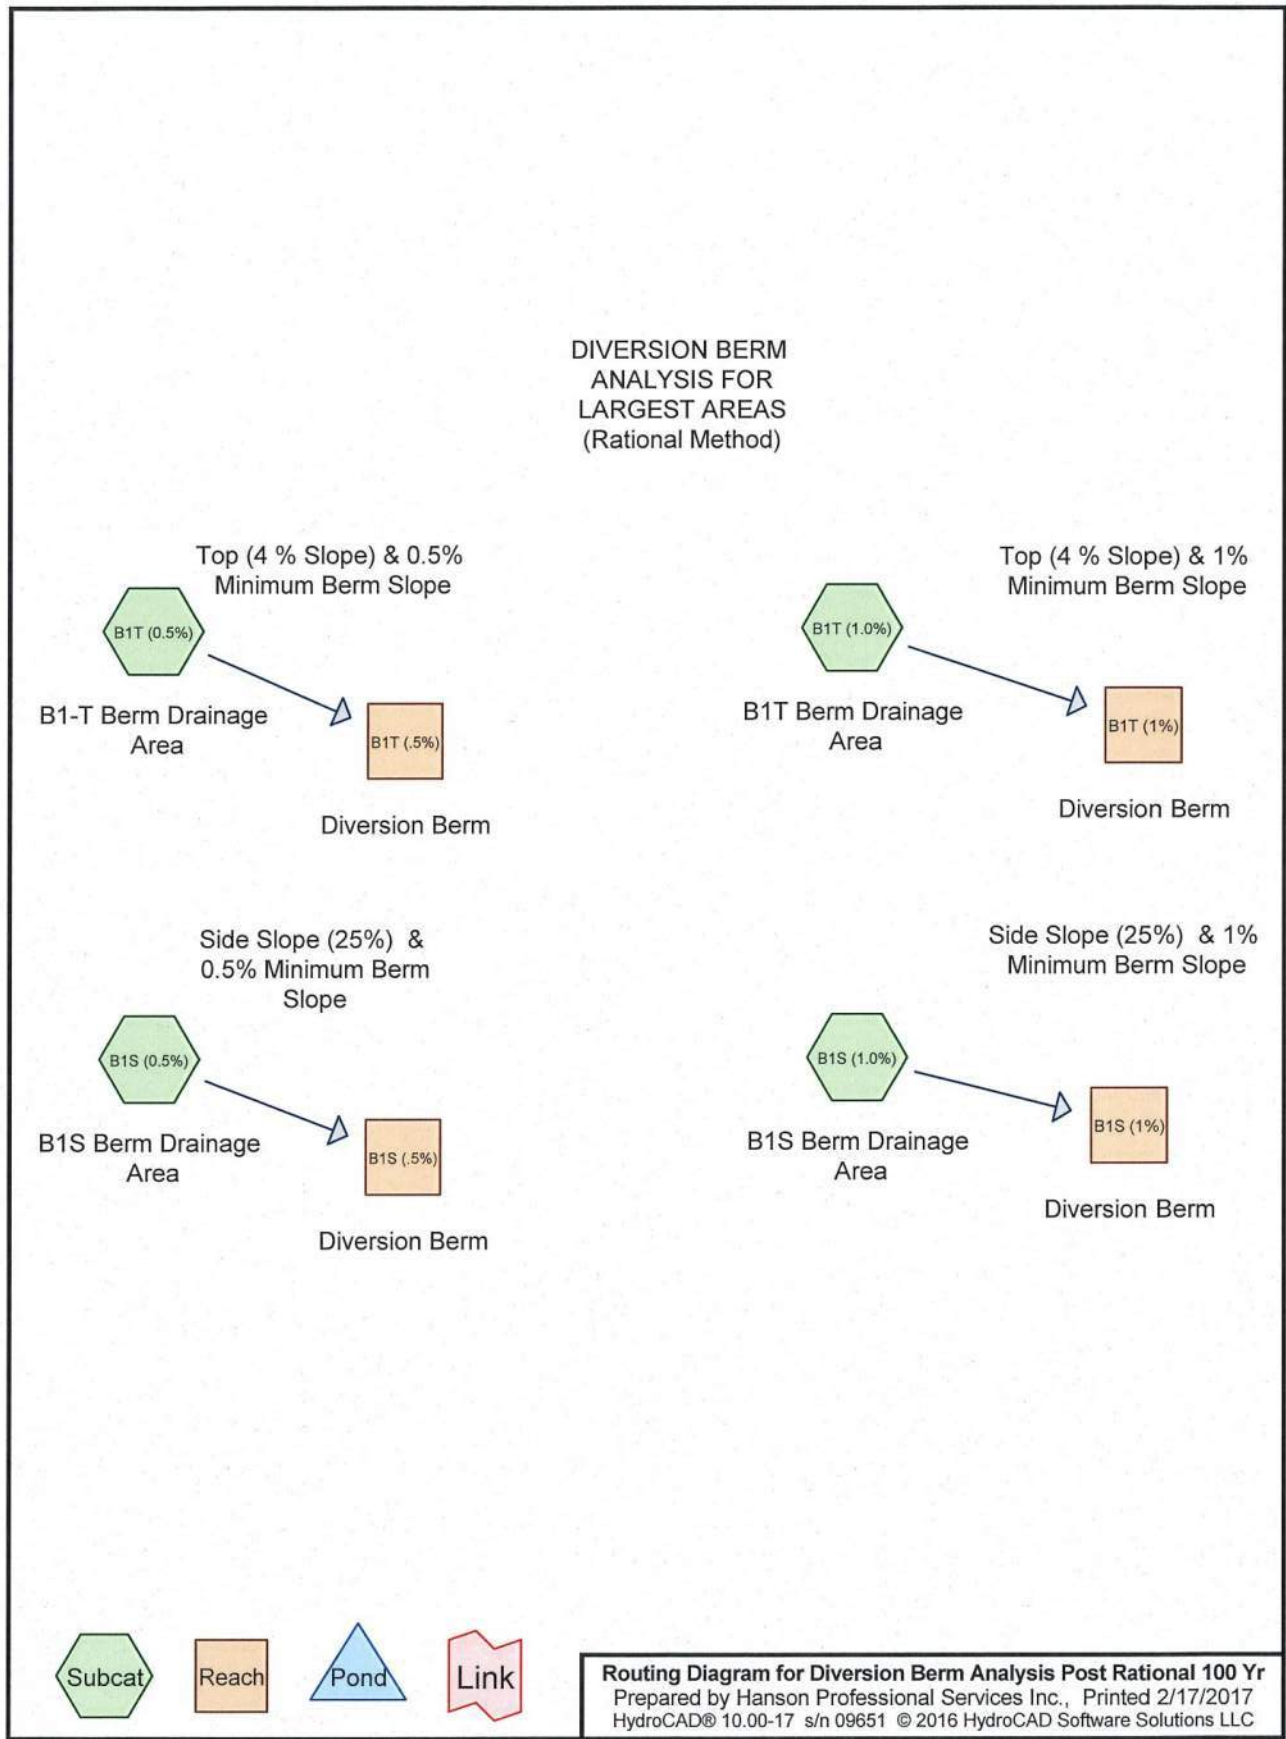 DIVERSION BERM
ANALYSIS FOR
LARGEST AREAS
(Rational Method)
Top (4 % Slope) & 0.5%
Minimum Berm Slope
B1T (0.5%)
B1-T Berm Drainage
Area
B1T (.5%)
Diversion Berm
Top (4 % Slope) & 1%
Minimum Berm Slope
B1T (1.0%)
B1T Berm Drainage
Area
B1T (1%)
Diversion Berm
Side Slope (25%) &
0.5% Minimum Berm
Slope
B1S (0.5%)
B1S Berm Drainage
Area
B1S (.5%)
Diversion Berm
Side Slope (25%) & 1%
Minimum Berm Slope
B1S (1.0%)
B1S Berm Drainage
Area
B1S (1%)
Diversion Berm
Subcat
Reach
Pond
Link
Routing Diagram for Diversion Berm Analysis Post Rational 100 Yr
Prepared by Hanson Professional Services Inc., Printed 2/17/2017
HydroCAD® 10.00-17 s/n 09651 © 2016 HydroCAD Software Solutions LLC